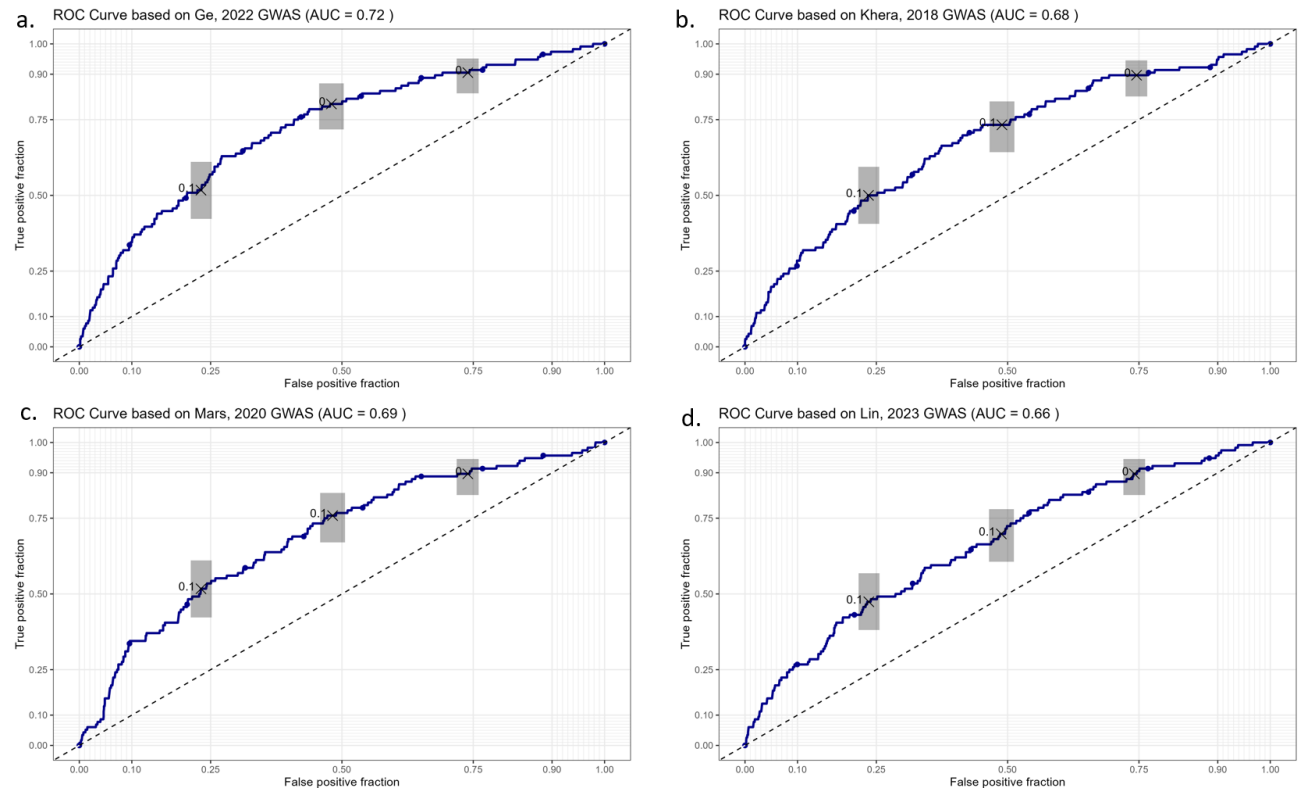 a.
ROC Curve based on Ge, 2022 GWAS (AUC = 0.72 )
True positive fraction
1.00
0.90
0.75
0.50
0.25
0.10
0.00
0
0
0.1
0.00 0.10 0.25 0.50 0.75 0.90 1.00
False positive fraction
b.
ROC Curve based on Khera, 2018 GWAS (AUC = 0.68 )
True positive fraction
1.00
0.90
0.75
0.50
0.25
0.10
0.00
0
0.1
0.1
0.00 0.10 0.25 0.50 0.75 0.90 1.00
False positive fraction
c.
ROC Curve based on Mars, 2020 GWAS (AUC = 0.69 )
True positive fraction
1.00
0.90
0.75
0.50
0.25
0.10
0.00
0
0.1
0.1
0.00 0.10 0.25 0.50 0.75 0.90 1.00
False positive fraction
d.
ROC Curve based on Lin, 2023 GWAS (AUC = 0.66 )
True positive fraction
1.00
0.90
0.75
0.50
0.25
0.10
0.00
0
0.1
0.1
0.00 0.10 0.25 0.50 0.75 0.90 1.00
False positive fraction